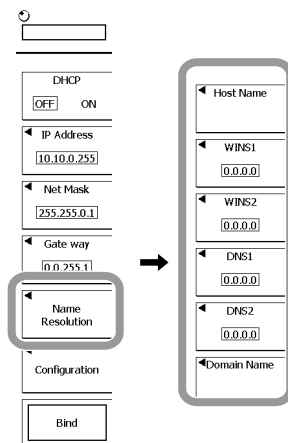 DHCP
OFF ON
IP Address
10.10.0.255
Net Mask
255.255.0.1
Gate way
0.0.255.1
Name
Resolution
Configuration
Bind
Host Name
WINS1
0.0.0.0
WINS2
0.0.0.0
DNS1
0.0.0.0
DNS2
0.0.0.0
Domain Name